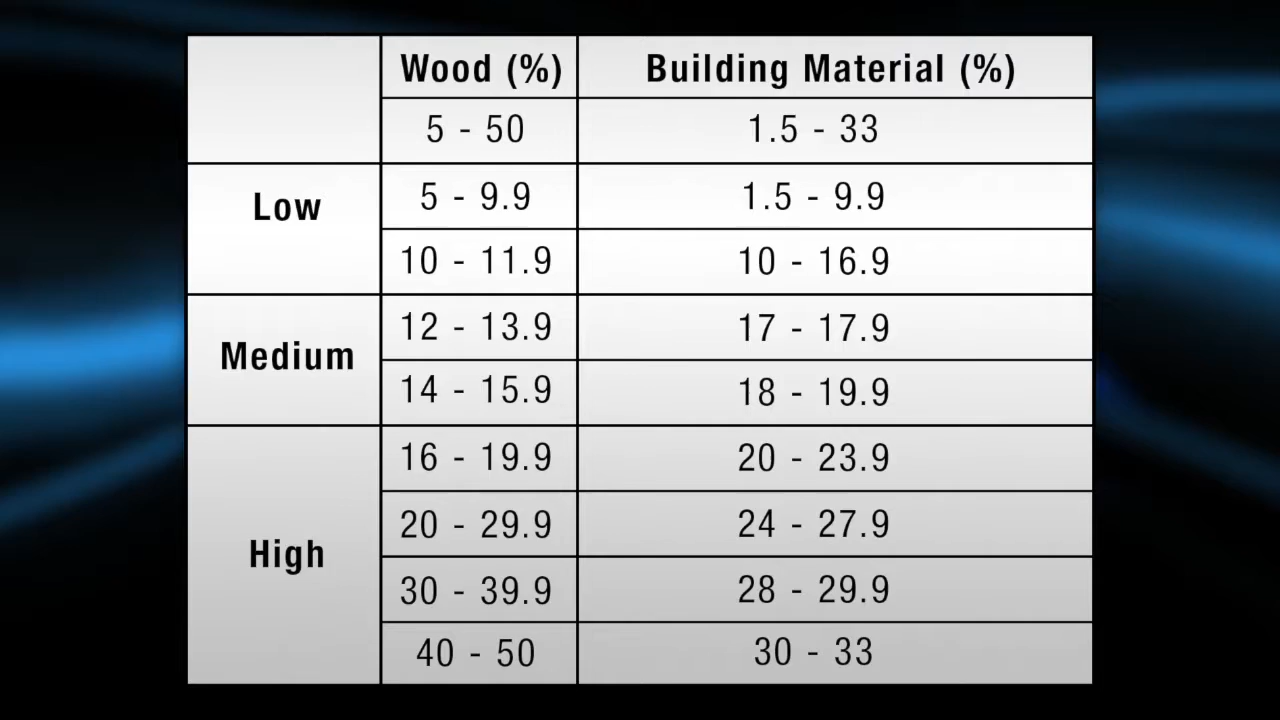 Wood (%) Building Material (%)
5 - 50 1.5 - 33
Low
5 - 9.9 1.5 - 9.9
10 - 11.9 10 - 16.9
Medium
12 - 13.9 17 - 17.9
14 - 15.9 18 - 19.9
High
16 - 19.9 20 - 23.9
20 - 29.9 24 - 27.9
30 - 39.9 28 - 29.9
40 - 50 30 - 33